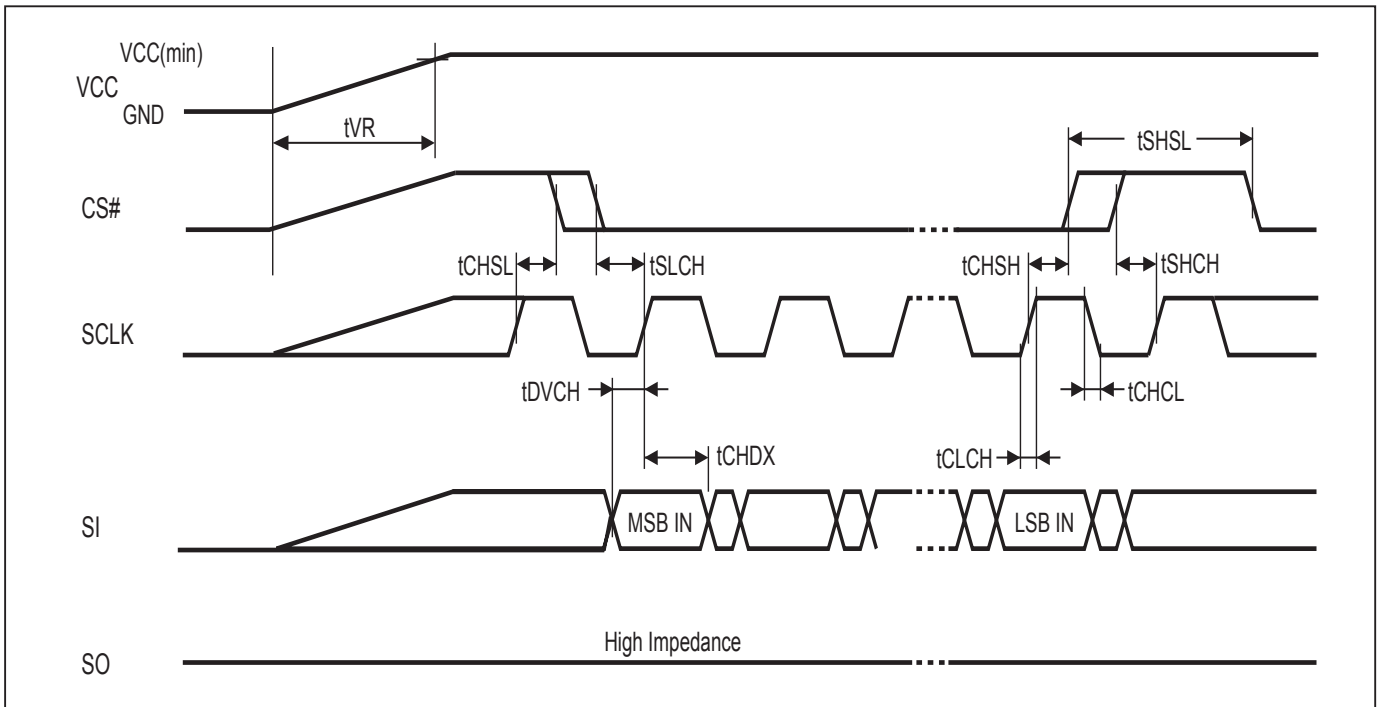 VCC(min)
VCC
GND
tVR
tSHSL
CS#
tCHSL
tSLCH
tCHSH
tSHCH
SCLK
tDVCH
tCHCL
tCHDX
tCLCH
SI
MSB IN
LSB IN
High Impedance
SO